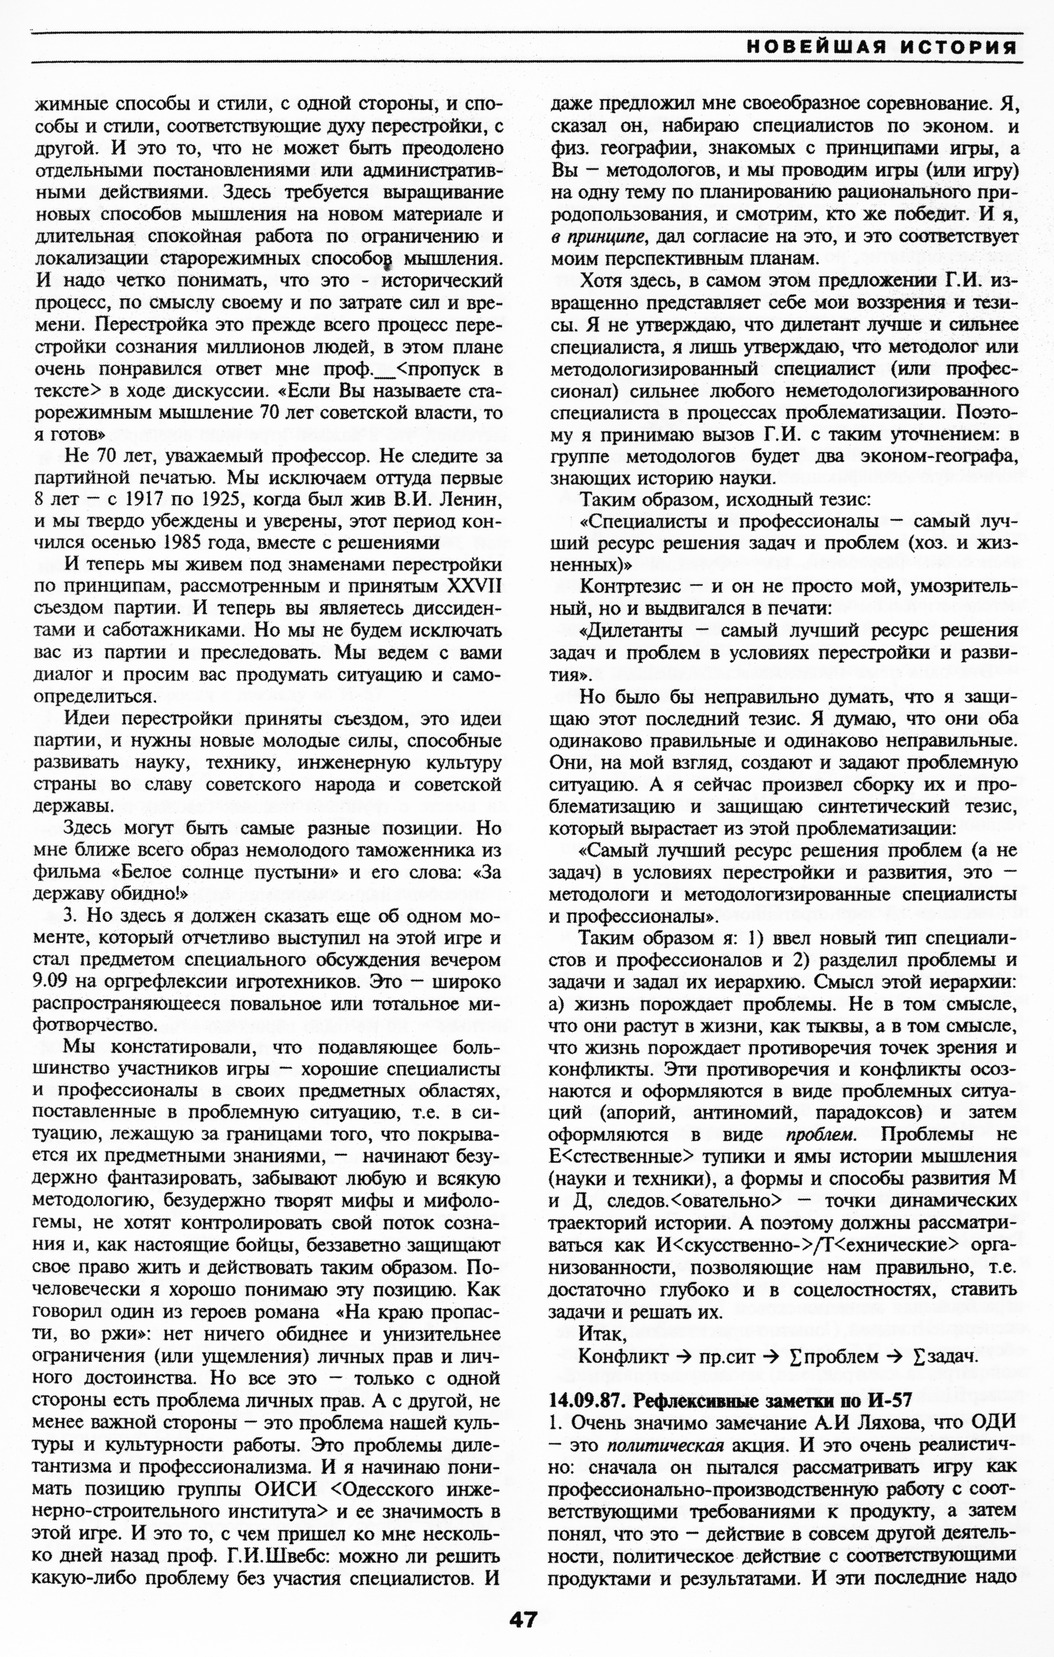 НОВЕЙШАЯ ИСТОРИЯ
жимные способы и стили, с одной стороны, и спо-
собы и стили, соответствующие духу перестройки, с
другой. И это то, что не может быть преодолено
отдельными постановлениями или административ-
ными действиями. Здесь требуется выращивание
новых способов мышления на новом материале и
длительная спокойная работа по ограничению и
локализации старорежимных способов мышления.
И надо четко понимать, что это - исторический
процесс, по смыслу своему и по затрате сил и вре-
мени. Перестройка это прежде всего процесс пере-
стройки сознания миллионов людей, в этом плане
очень понравился ответ мне проф.__<пропуск в
тексте> в ходе дискуссии. «Если Вы называете ста-
рорежимным мышление 70 лет советской власти, то
я готов»
Не 70 лет, уважаемый профессор. Не следите за
партийной печатью. Мы исключаем оттуда первые
8 лет — с 1917 по 1925, когда был жив В.И. Ленин,
и мы твердо убеждены и уверены, этот период кон-
чился осенью 1985 года, вместе с решениями
И теперь мы живем под знаменами перестройки
по принципам, рассмотренным и принятым XXVII
съездом партии. И теперь вы являетесь диссиден-
тами и саботажниками. Но мы не будем исключать
вас из партии и преследовать. Мы ведем с вами
диалог и просим вас продумать ситуацию и само-
определиться.
Идеи перестройки приняты съездом, это идеи
партии, и нужны новые молодые силы, способные
развивать науку, технику, инженерную культуру
страны во славу советского народа и советской
державы.
Здесь могут быть самые разные позиции. Но
мне ближе всего образ немолодого таможенника из
фильма «Белое солнце пустыни» и его слова: «За
державу обидно!»
3. Но здесь я должен сказать еще об одном мо-
менте, который отчетливо выступил на этой игре и
стал предметом специального обсуждения вечером
9.09 на оргрефлексии игротехников. Это — широко
распространяющееся повальное или тотальное ми-
фотворчество.
Мы констатировали, что подавляющее боль-
шинство участников игры — хорошие специалисты
и профессионалы в своих предметных областях,
поставленные в проблемную ситуацию, т.е. в си-
туацию, лежащую за границами того, что покрыва-
ется их предметными знаниями, — начинают безу-
держно фантазировать, забывают любую и всякую
методологию, безудержно творят мифы и мифоло-
гемы, не хотят контролировать свой поток созна-
ния и, как настоящие бойцы, беззаветно защищают
свое право жить и действовать таким образом. По-
человечески я хорошо понимаю эту позицию. Как
говорил один из героев романа «На краю пропас-
ти, во ржи»: нет ничего обиднее и унизительнее
ограничения (или ущемления) личных прав и лич-
ного достоинства. Но все это — только с одной
стороны есть проблема личных прав. А с другой, не
менее важной стороны — это проблема нашей куль-
туры и культурности работы. Это проблемы диле-
тантизма и профессионализма. И я начинаю пони-
мать позицию группы ОИСИ <Одесского инже-
нерно-строительного института> и ее значимость в
этой игре. И это то, с чем пришел ко мне несколь-
ко дней назад проф. Г.И.Швебс: можно ли решить
какую-либо проблему без участия специалистов. И
даже предложил мне своеобразное соревнование. Я,
сказал он, набираю специалистов по эконом. и
физ. географии, знакомых с принципами игры, а
Вы — методологов, и мы проводим игры (или игру)
на одну тему по планированию рационального при-
родопользования, и смотрим, кто же победит. И я,
в принципе, дал согласие на это, и это соответствует
моим перспективным планам.
Хотя здесь, в самом этом предложении Г.И. из-
вращенно представляет себе мои воззрения и тези-
сы. Я не утверждаю, что дилетант лучше и сильнее
специалиста, я лишь утверждаю, что методолог или
методологизированный специалист (или профес-
сионал) сильнее любого неметодологизированного
специалиста в процессах проблематизации. Поэто-
му я принимаю вызов Г.И. с таким уточнением: в
группе методологов будет два эконом-географа,
знающих историю науки.
Таким образом, исходный тезис:
«Специалисты и профессионалы — самый луч-
ший ресурс решения задач и проблем (хоз. и жиз-
ненных)»
Контртезис — и он не просто мой, умозритель-
ный, но и выдвигался в печати:
«Дилетанты — самый лучший ресурс решения
задач и проблем в условиях перестройки и разви-
тия».
Но было бы неправильно думать, что я защи-
щаю этот последний тезис. Я думаю, что они оба
одинаково правильные и одинаково неправильные.
Они, на мой взгляд, создают и задают проблемную
ситуацию. А я сейчас произвел сборку их и про-
блематизацию и защищаю синтетический тезис,
который вырастает из этой проблематизации:
«Самый лучший ресурс решения проблем (а не
задач) в условиях перестройки и развития, это —
методологи и методологизированные специалисты
и профессионалы».
Таким образом я: 1) ввел новый тип специали-
стов и профессионалов и 2) разделил проблемы и
задачи и задал их иерархию. Смысл этой иерархии:
а) жизнь порождает проблемы. Не в том смысле,
что они растут в жизни, как тыквы, а в том смысле,
что жизнь порождает противоречия точек зрения и
конфликты. Эти противоречия и конфликты осоз-
наются и оформляются в виде проблемных ситуа-
ций (апорий, антиномий, парадоксов) и затем
оформляются в виде проблем. Проблемы не
Е<стественные> тупики и ямы истории мышления
(науки и техники), а формы и способы развития М
и Д, следов.<овательно> — точки динамических
траекторий истории. А поэтому должны рассматри-
ваться как И<скусственно->/Т<ехнические> орга-
низованности, позволяющие нам правильно, т.е.
достаточно глубоко и в соцелостностях, ставить
задачи и решать их.
Итак,
Конфликт → пр.сит → ∑проблем → ∑задач.
14.09.87. Рефлексивные заметки по И-57
1. Очень значимо замечание А.И Ляхова, что ОДИ
— это политическая акция. И это очень реалистич-
но: сначала он пытался рассматривать игру как
профессионально-производственную работу с соот-
ветствующими требованиями к продукту, а затем
понял, что это — действие в совсем другой деятель-
ности, политическое действие с соответствующими
продуктами и результатами. И эти последние надо
47